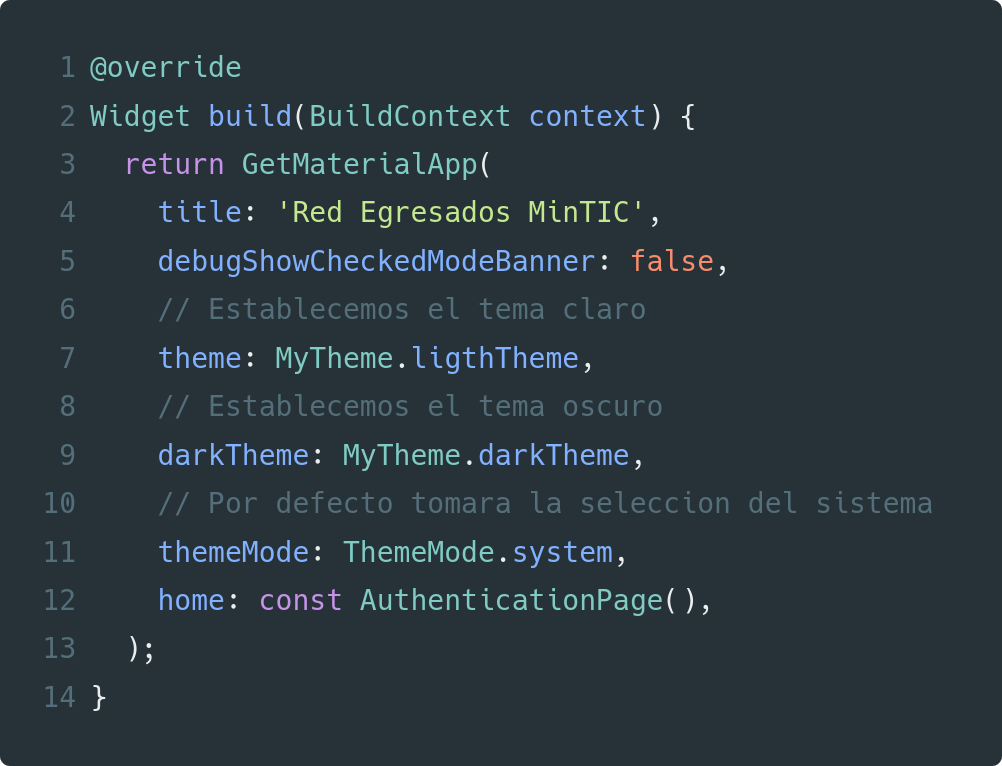 1 @override
2 Widget build(BuildContext context) {
3   return GetMaterialApp(
4     title: 'Red Egresados MinTIC',
5     debugShowCheckedModeBanner: false,
6     // Establecemos el tema claro
7     theme: MyTheme.ligthTheme,
8     // Establecemos el tema oscuro
9     darkTheme: MyTheme.darkTheme,
10     // Por defecto tomara la seleccion del sistema
11     themeMode: ThemeMode.system,
12     home: const AuthenticationPage(),
13   );
14 }